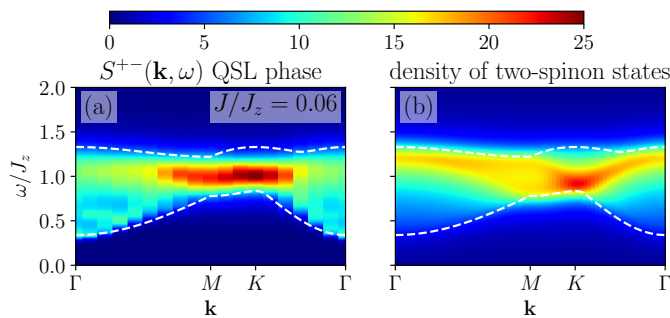 0 5 10 15 20 25
S⁺⁻(k, ω) QSL phase
density of two-spinon states
(a)
J/J_z = 0.06
(b)
ω/J_z
2.0
1.5
1.0
0.5
0.0
Γ M K Γ
k
Γ M K Γ
k